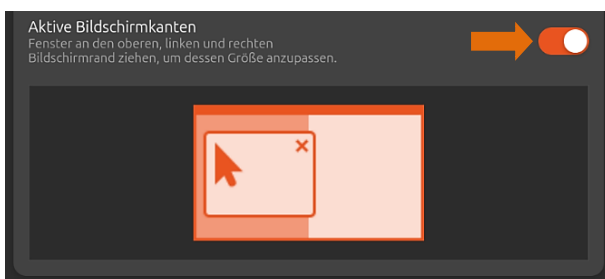 Aktive Bildschirmkanten
Fenster an den oberen, linken und rechten
Bildschirmrand ziehen, um dessen Größe anzupassen.